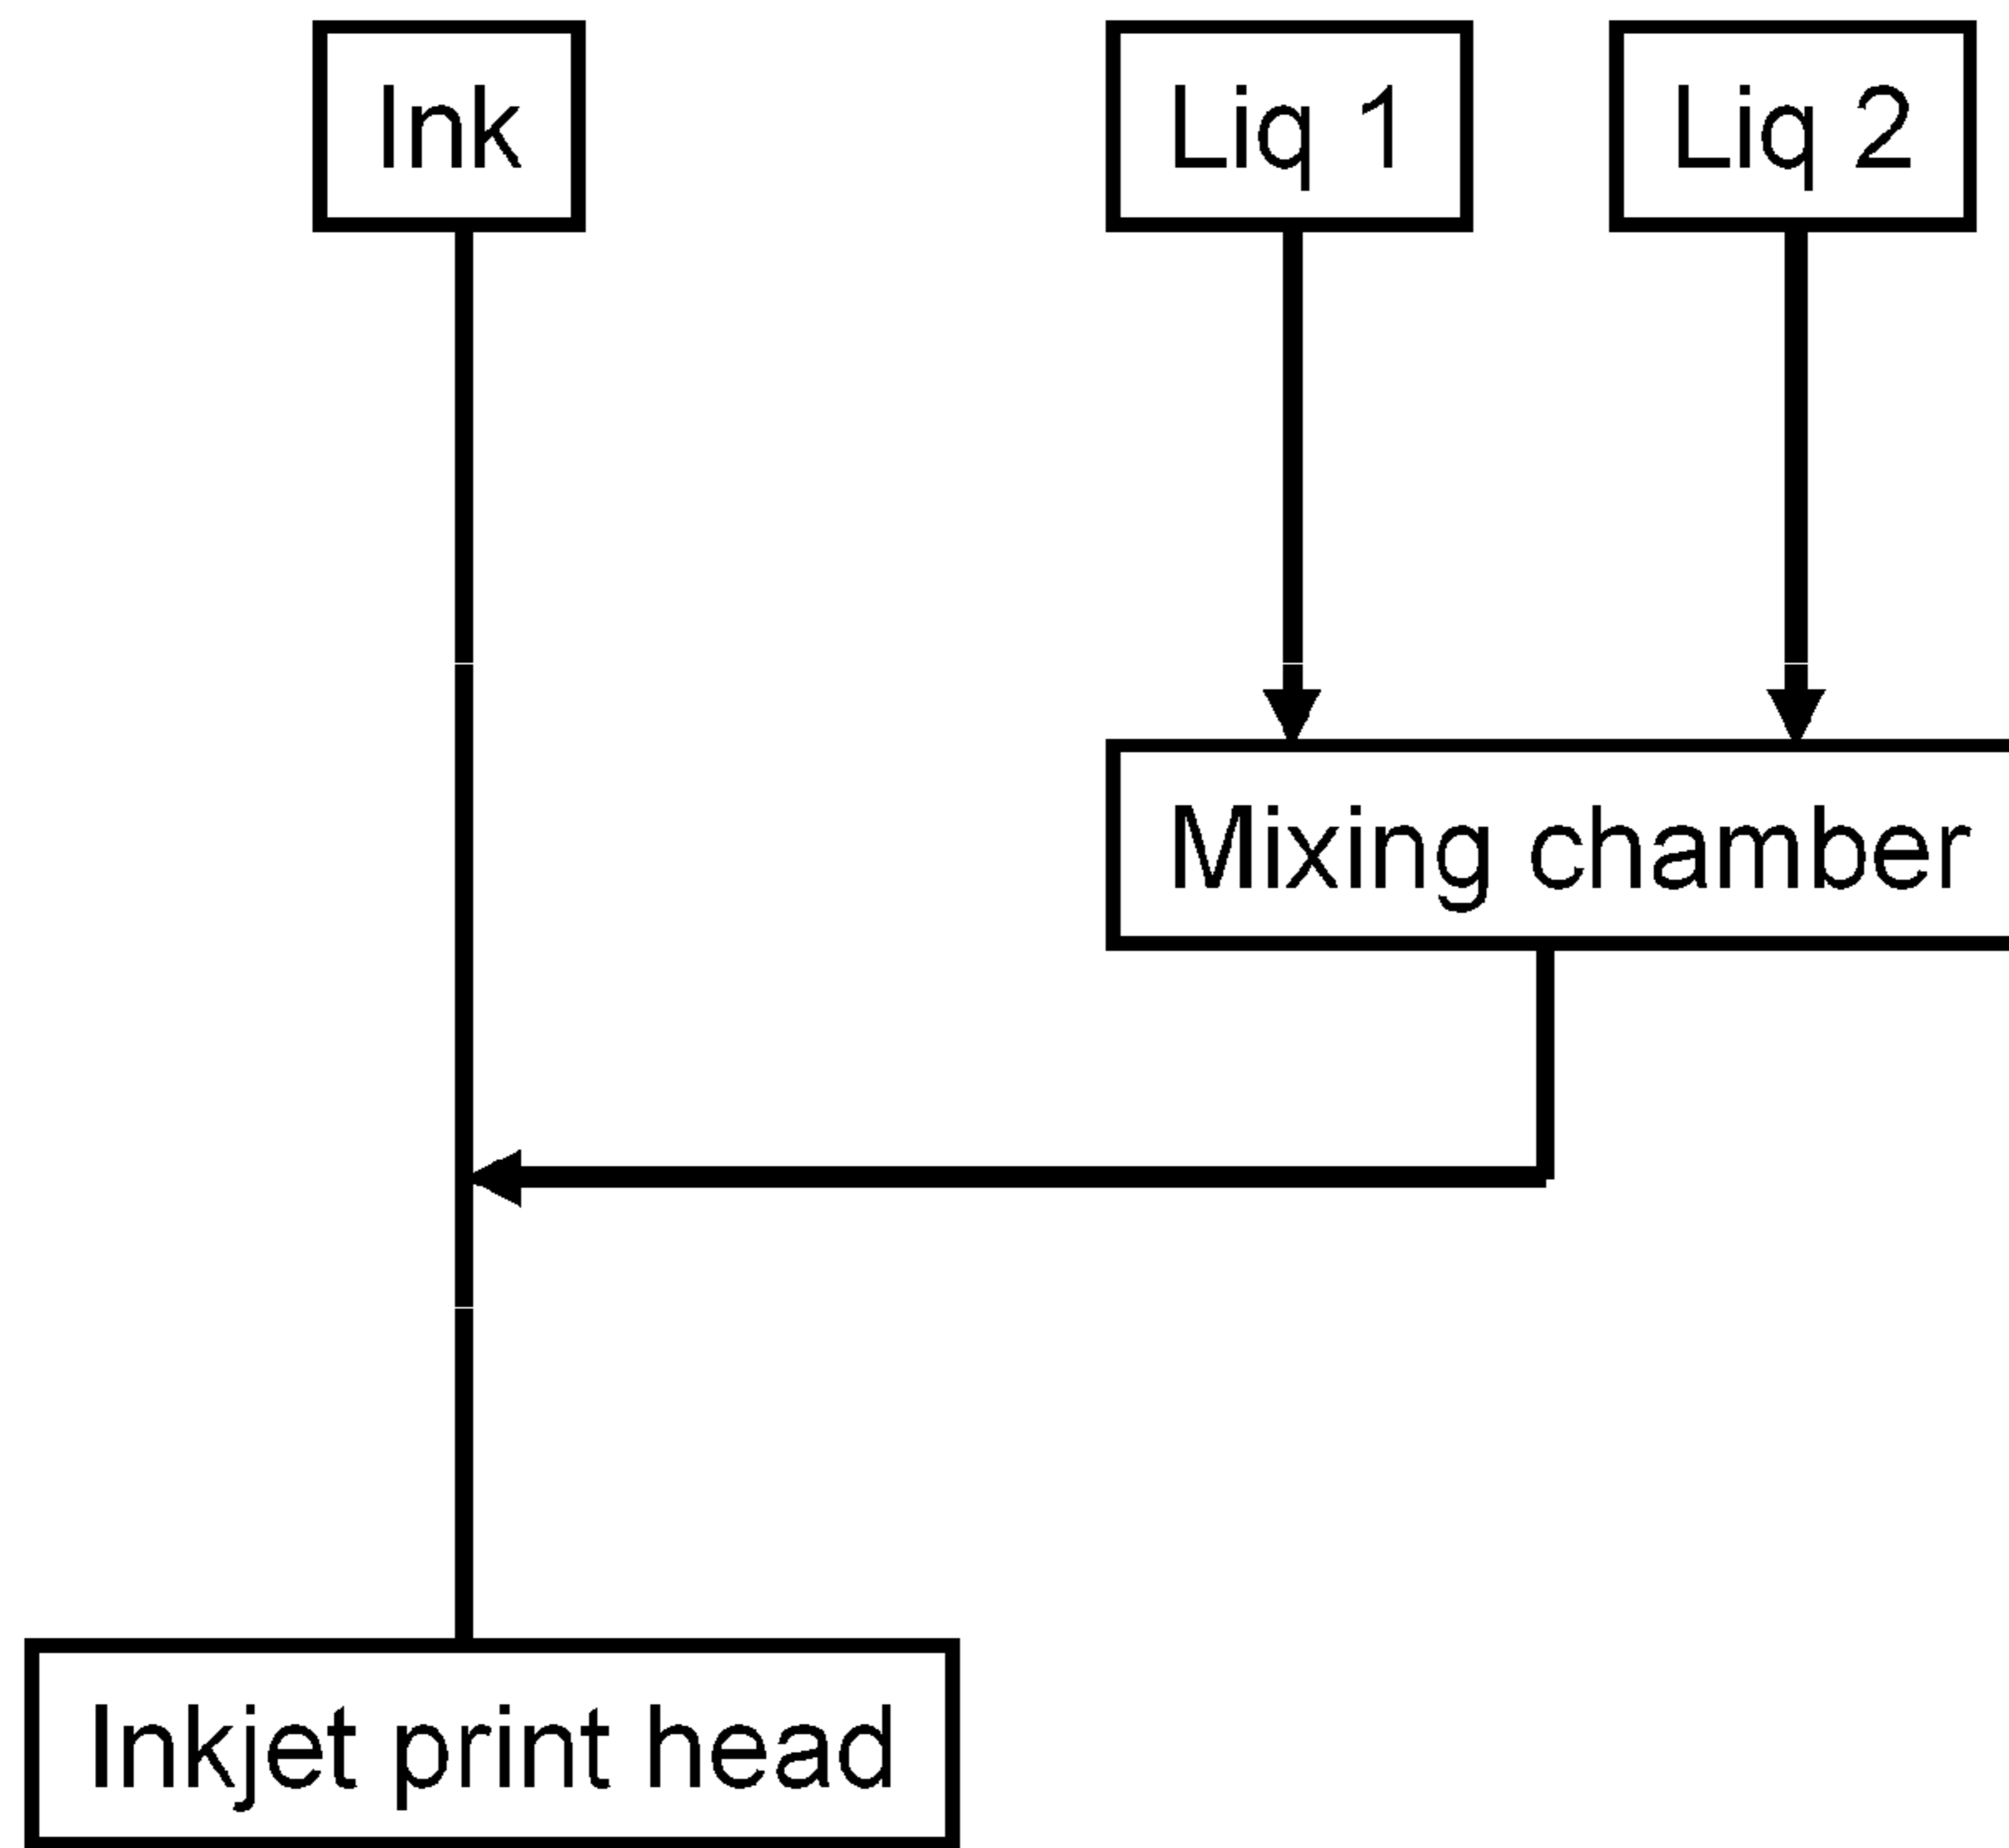 Ink
Liq 1
Liq 2
Mixing chamber
Inkjet print head